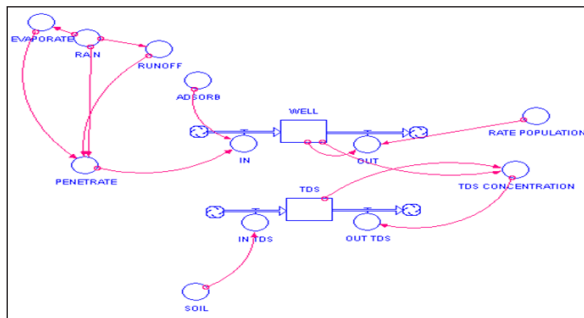 EVAPORATE
RAIN
RUNOFF
ADSORB
WELL
RATE POPULATION
IN
OUT
PENETRATE
TDS CONCENTRATION
TDS
IN TDS
OUT TDS
SOIL